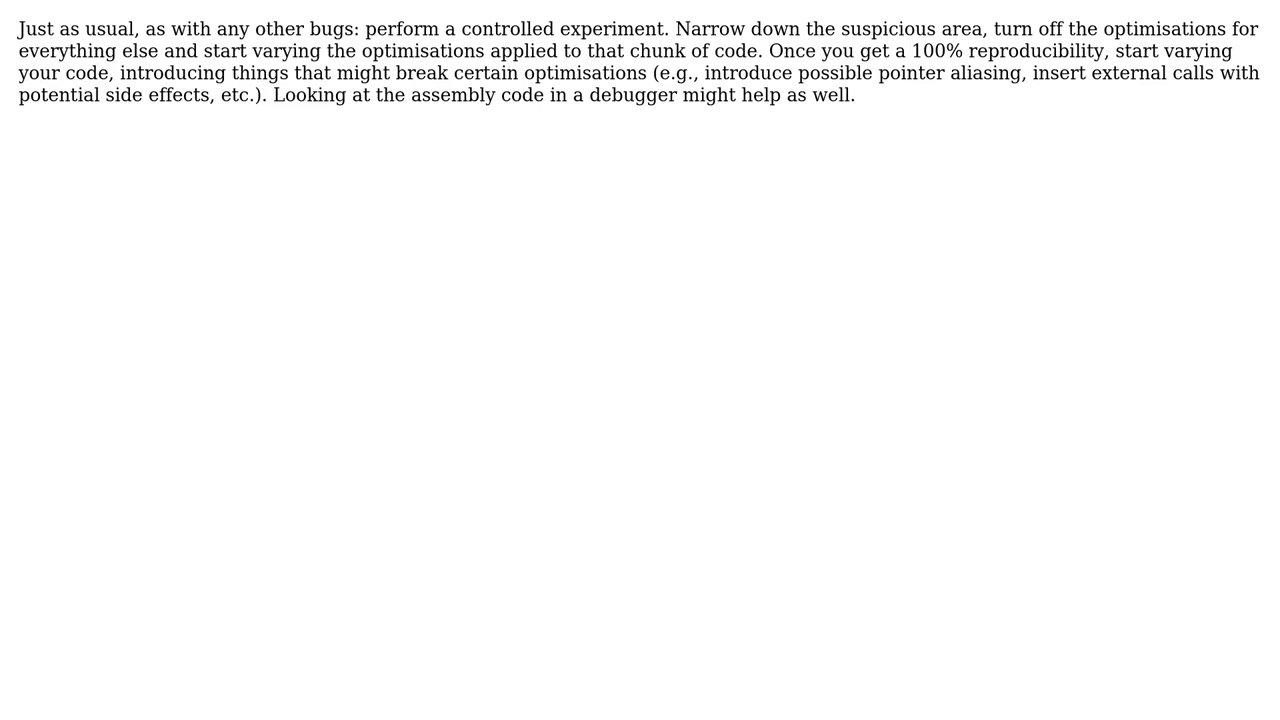 Just as usual, as with any other bugs: perform a controlled experiment. Narrow down the suspicious area, turn off the optimisations for
everything else and start varying the optimisations applied to that chunk of code. Once you get a 100% reproducibility, start varying
your code, introducing things that might break certain optimisations (e.g., introduce possible pointer aliasing, insert external calls with
potential side effects, etc.). Looking at the assembly code in a debugger might help as well.